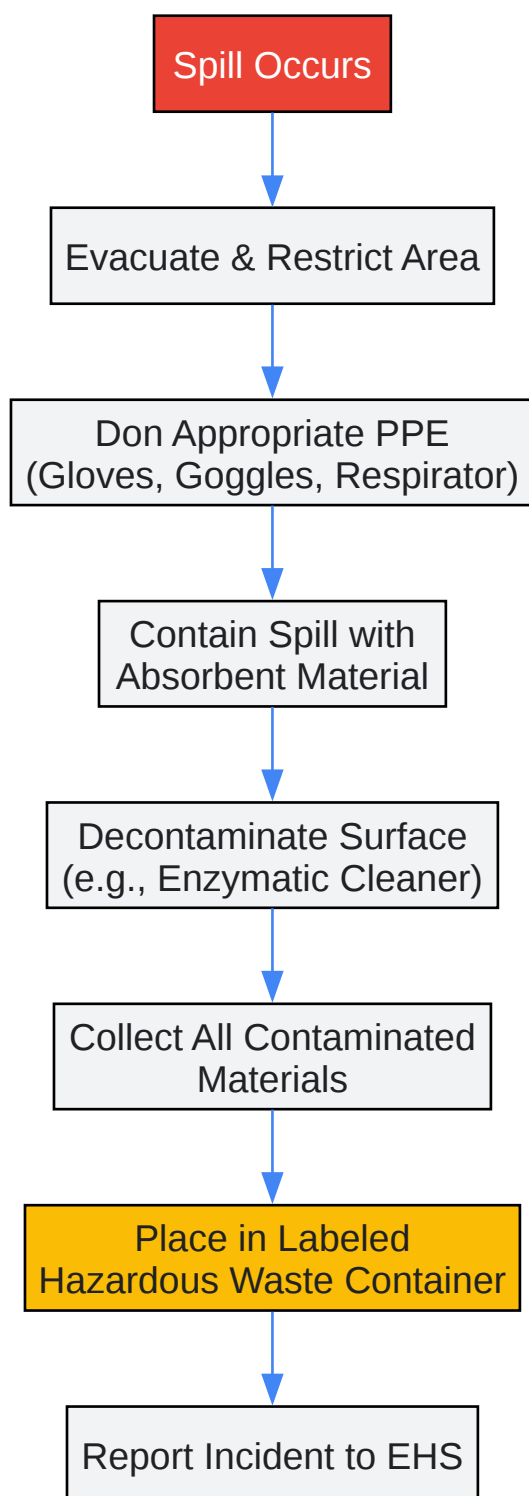 Spill Occurs
Evacuate & Restrict Area
Don Appropriate PPE
(Gloves, Goggles, Respirator)
Contain Spill with
Absorbent Material
Decontaminate Surface
(e.g., Enzymatic Cleaner)
Collect All Contaminated
Materials
Place in Labeled
Hazardous Waste Container
Report Incident to EHS